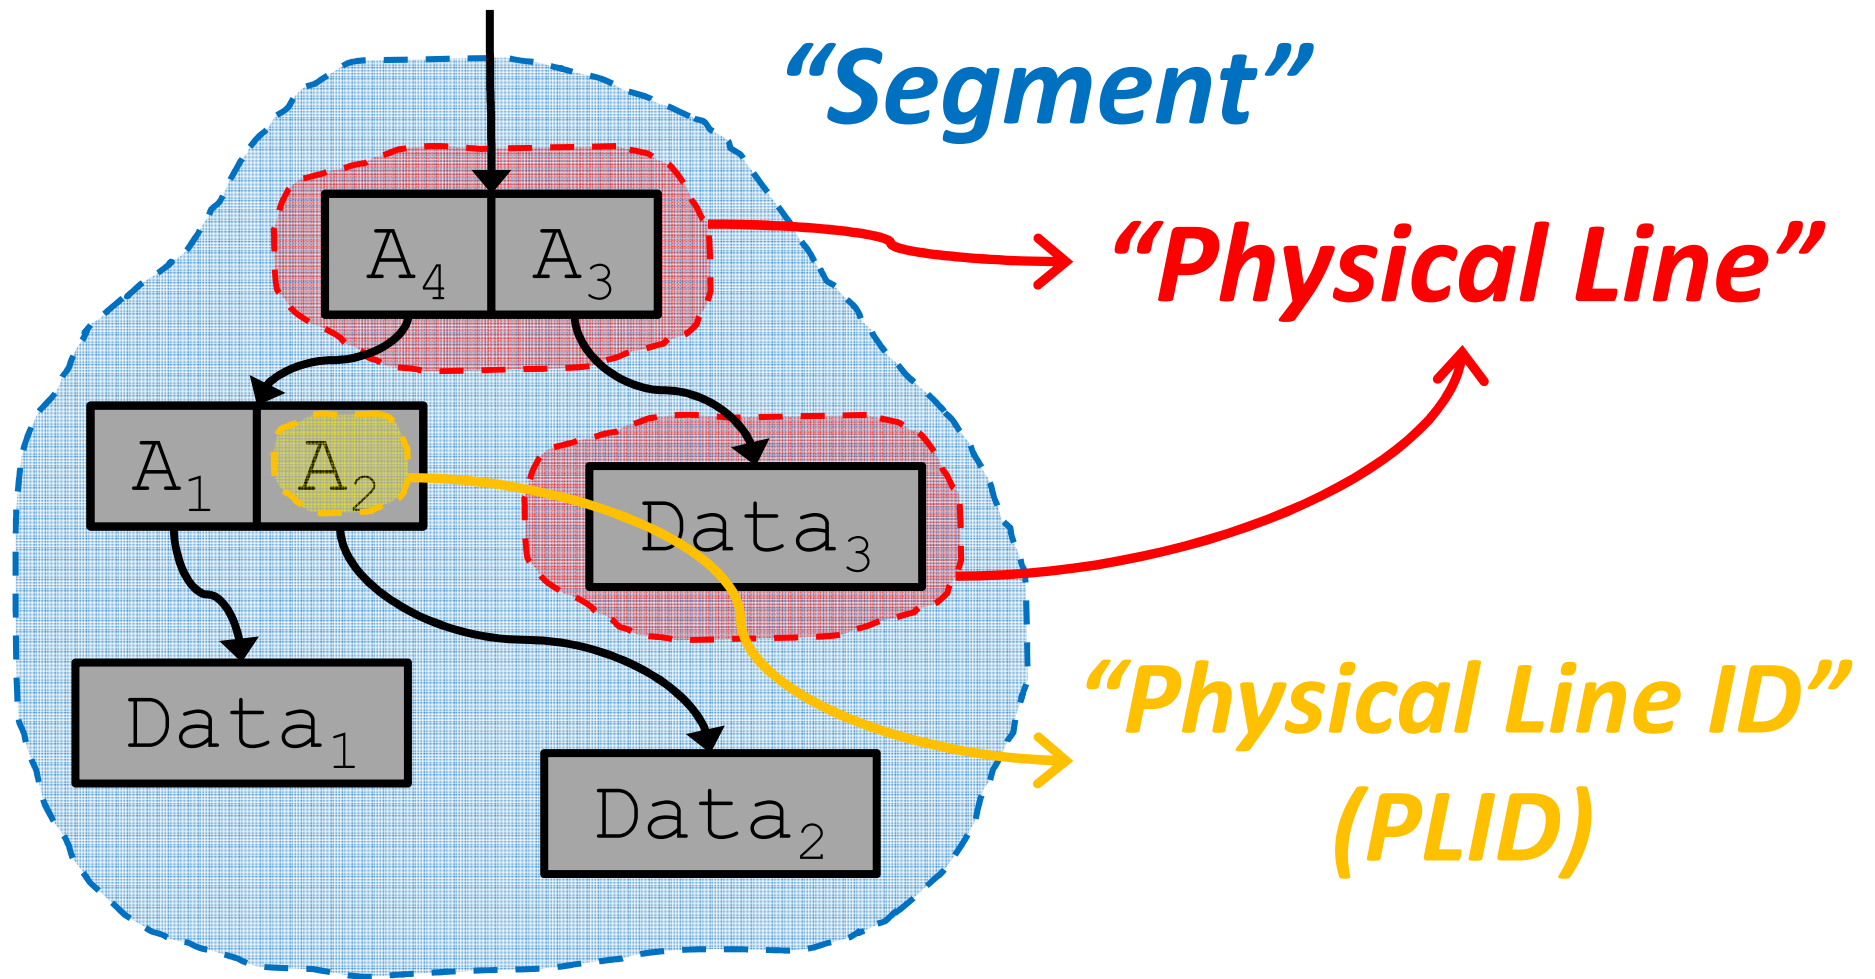 “Segment”
A4 A3
“Physical Line”
A1 A2
Data3
Data1
“Physical Line ID”
(PLID)
Data2